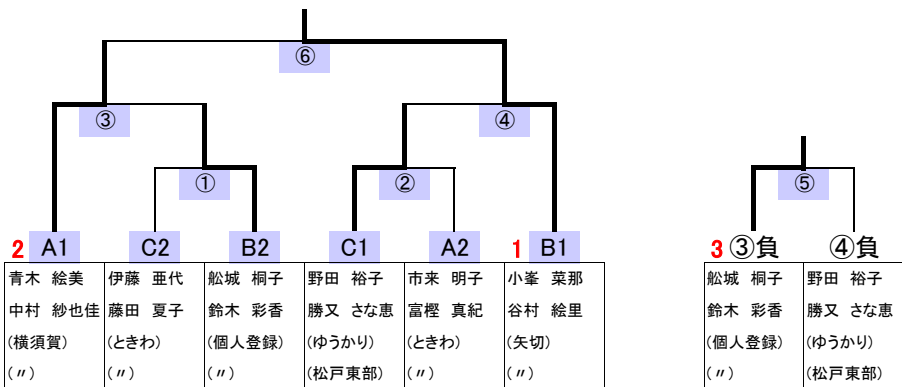 ⑥
③ ④
① ② ⑤
2 A1 C2 B2 C1 A2 1 B1 3 ③負 ④負
青木 絵美 伊藤 亜代 舩城 桐子 野田 裕子 市来 明子 小峯 菜那 舩城 桐子 野田 裕子
中村 紗也佳 藤田 夏子 鈴木 彩香 勝又 さな恵 富樫 真紀 谷村 絵里 鈴木 彩香 勝又 さな恵
(横須賀) (ときわ) (個人登録) (ゆうかり) (ときわ) (矢切) (個人登録) (ゆうかり)
(〃) (〃) (〃) (松戸東部) (〃) (〃) (〃) (松戸東部)